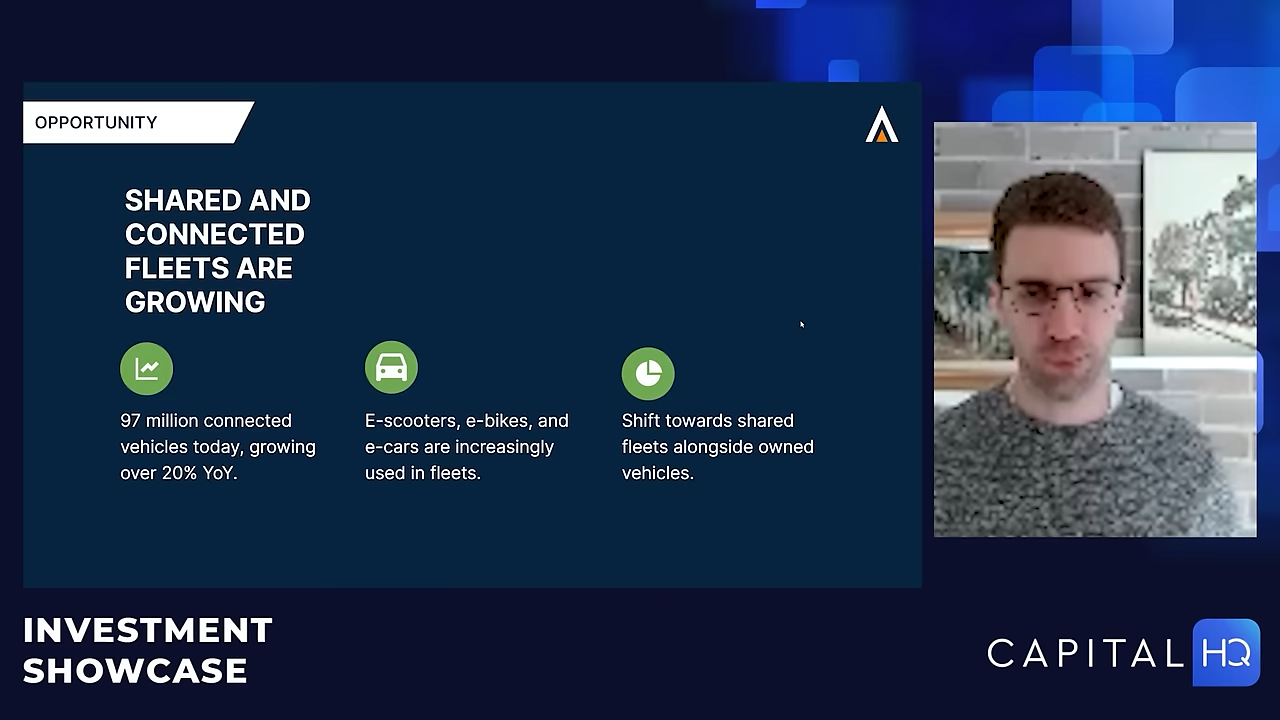 OPPORTUNITY
SHARED AND
CONNECTED
FLEETS ARE
GROWING
97 million connected
vehicles today, growing
over 20% YoY.
E-scooters, e-bikes, and
e-cars are increasingly
used in fleets.
Shift towards shared
fleets alongside owned
vehicles.
INVESTMENT
SHOWCASE
CAPITAL HQ